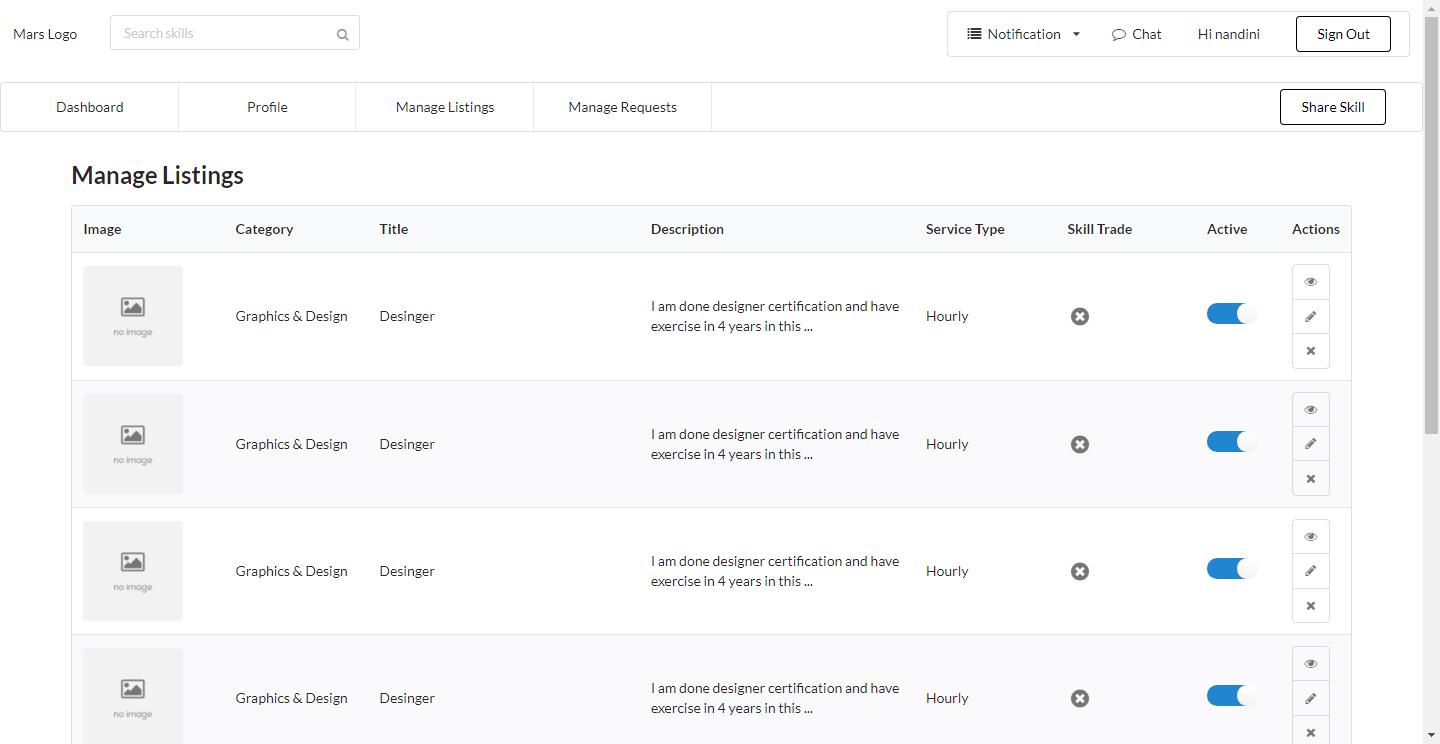 Mars Logo
Search skills
Notification
Chat
Hi nandini
Sign Out
Dashboard
Profile
Manage Listings
Manage Requests
Share Skill
Manage Listings
Image
Category
Title
Description
Service Type
Skill Trade
Active
Actions
no image
Graphics & Design
Desinger
I am done designer certification and have
exercise in 4 years in this ...
Hourly
no image
Graphics & Design
Desinger
I am done designer certification and have
exercise in 4 years in this ...
Hourly
no image
Graphics & Design
Desinger
I am done designer certification and have
exercise in 4 years in this ...
Hourly
no image
Graphics & Design
Desinger
I am done designer certification and have
exercise in 4 years in this ...
Hourly